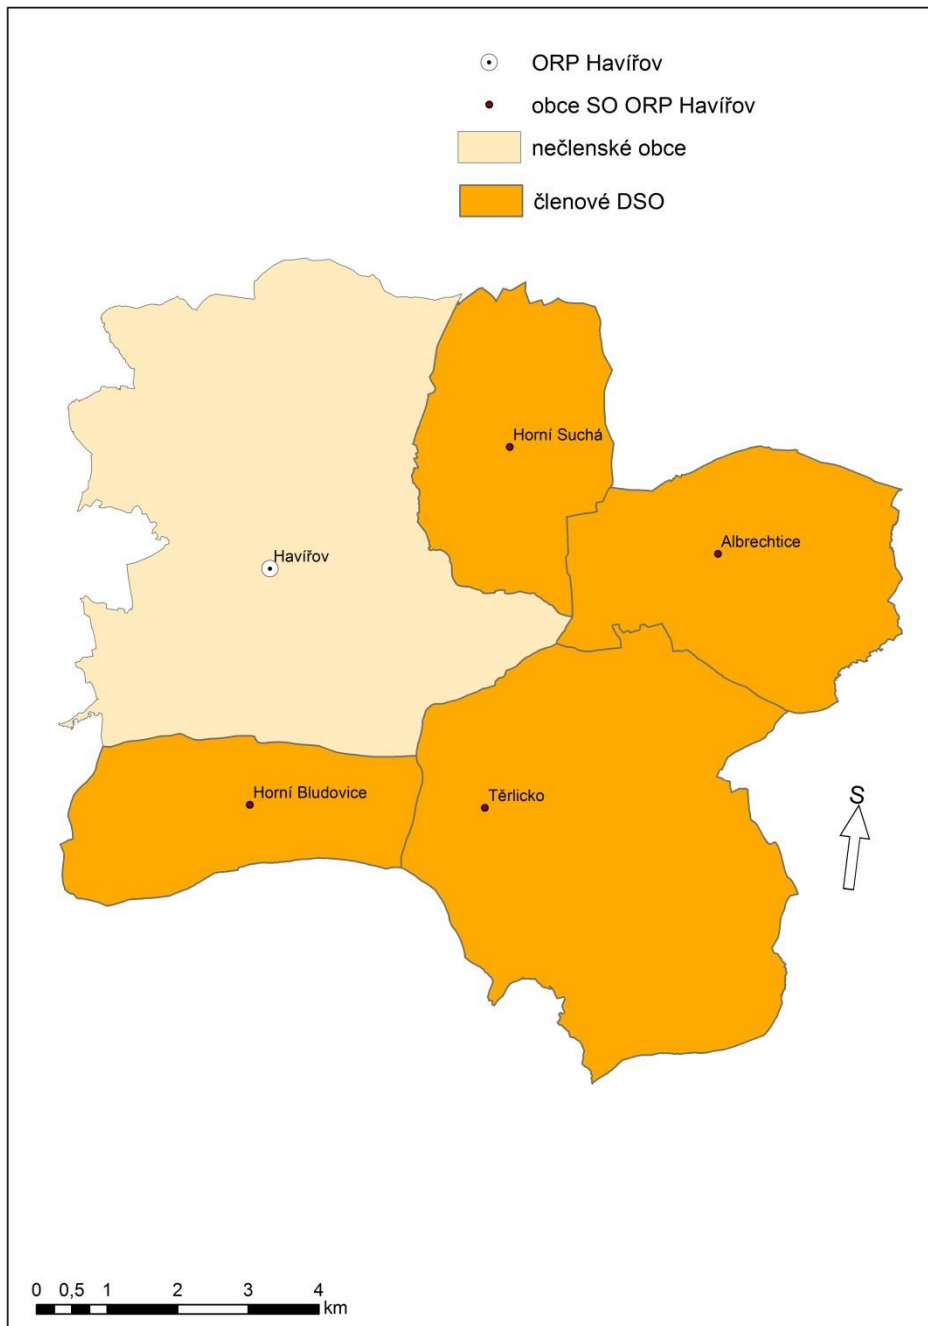 ORP Havířov
obce SO ORP Havířov
nečlenské obce
členové DSO
Horní Suchá
Albrechtice
Havířov
Horní Bludovice
Těrlicko
S
0 0,5 1 2 3 4
km